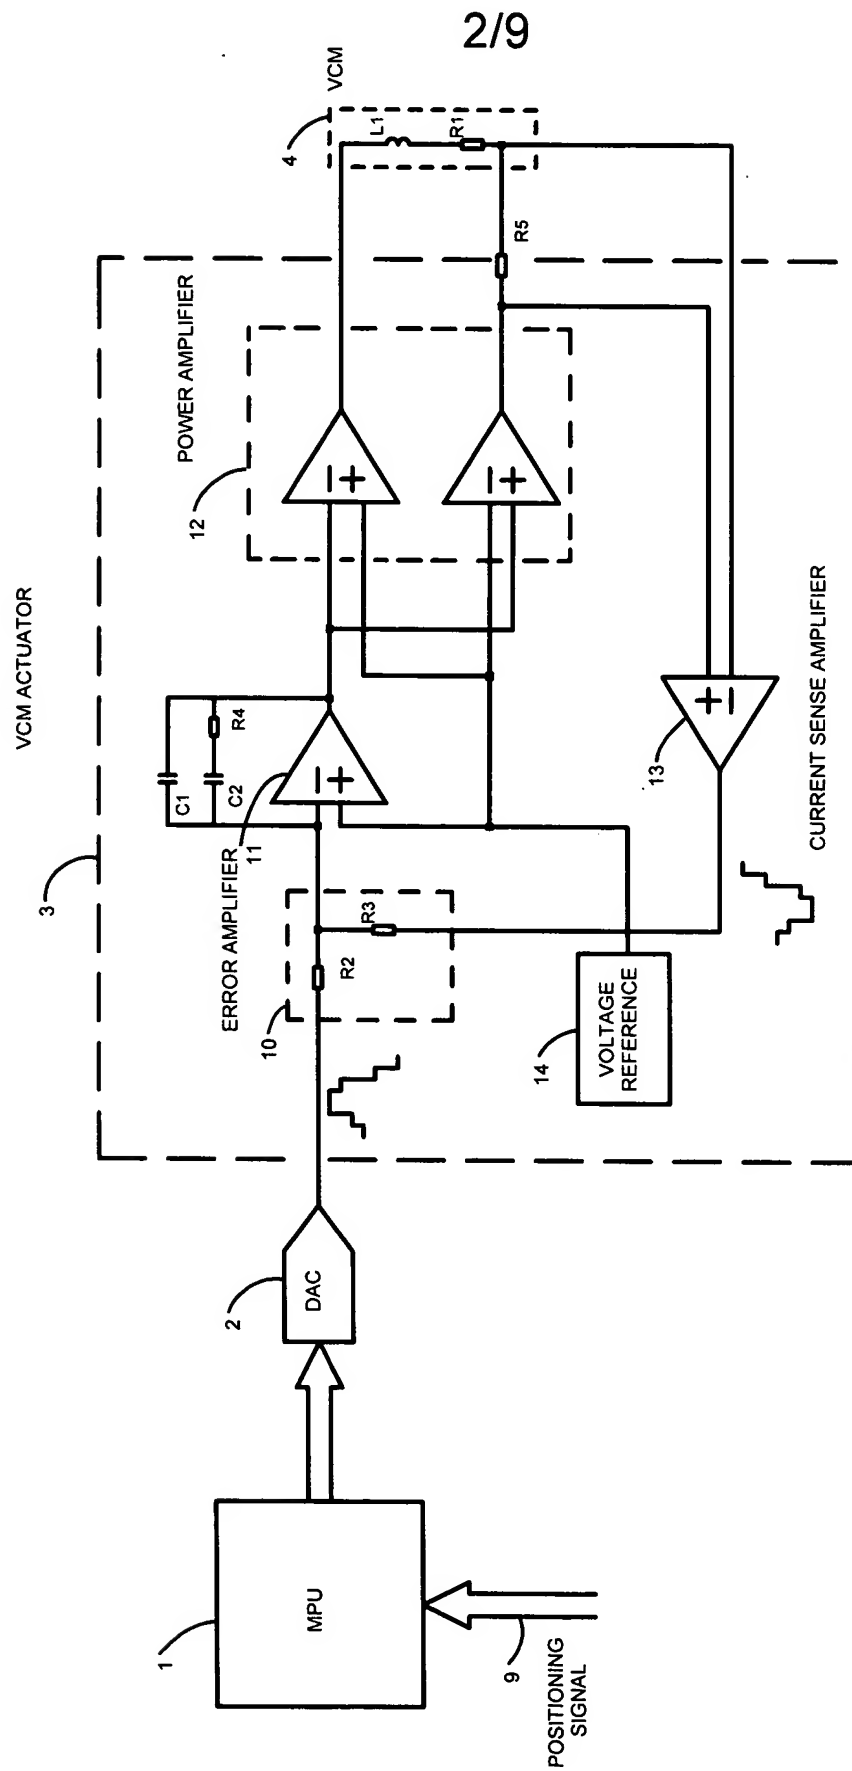 2/9
VCM ACTUATOR
3
POWER AMPLIFIER
12
4
VCM
L1
R1
R5
C1
C2
R4
ERROR AMPLIFIER
11
−
+
−
+
−
+
10
R2
R3
13
+
−
CURRENT SENSE AMPLIFIER
14
VOLTAGE
REFERENCE
2
DAC
1
MPU
9
POSITIONING
SIGNAL